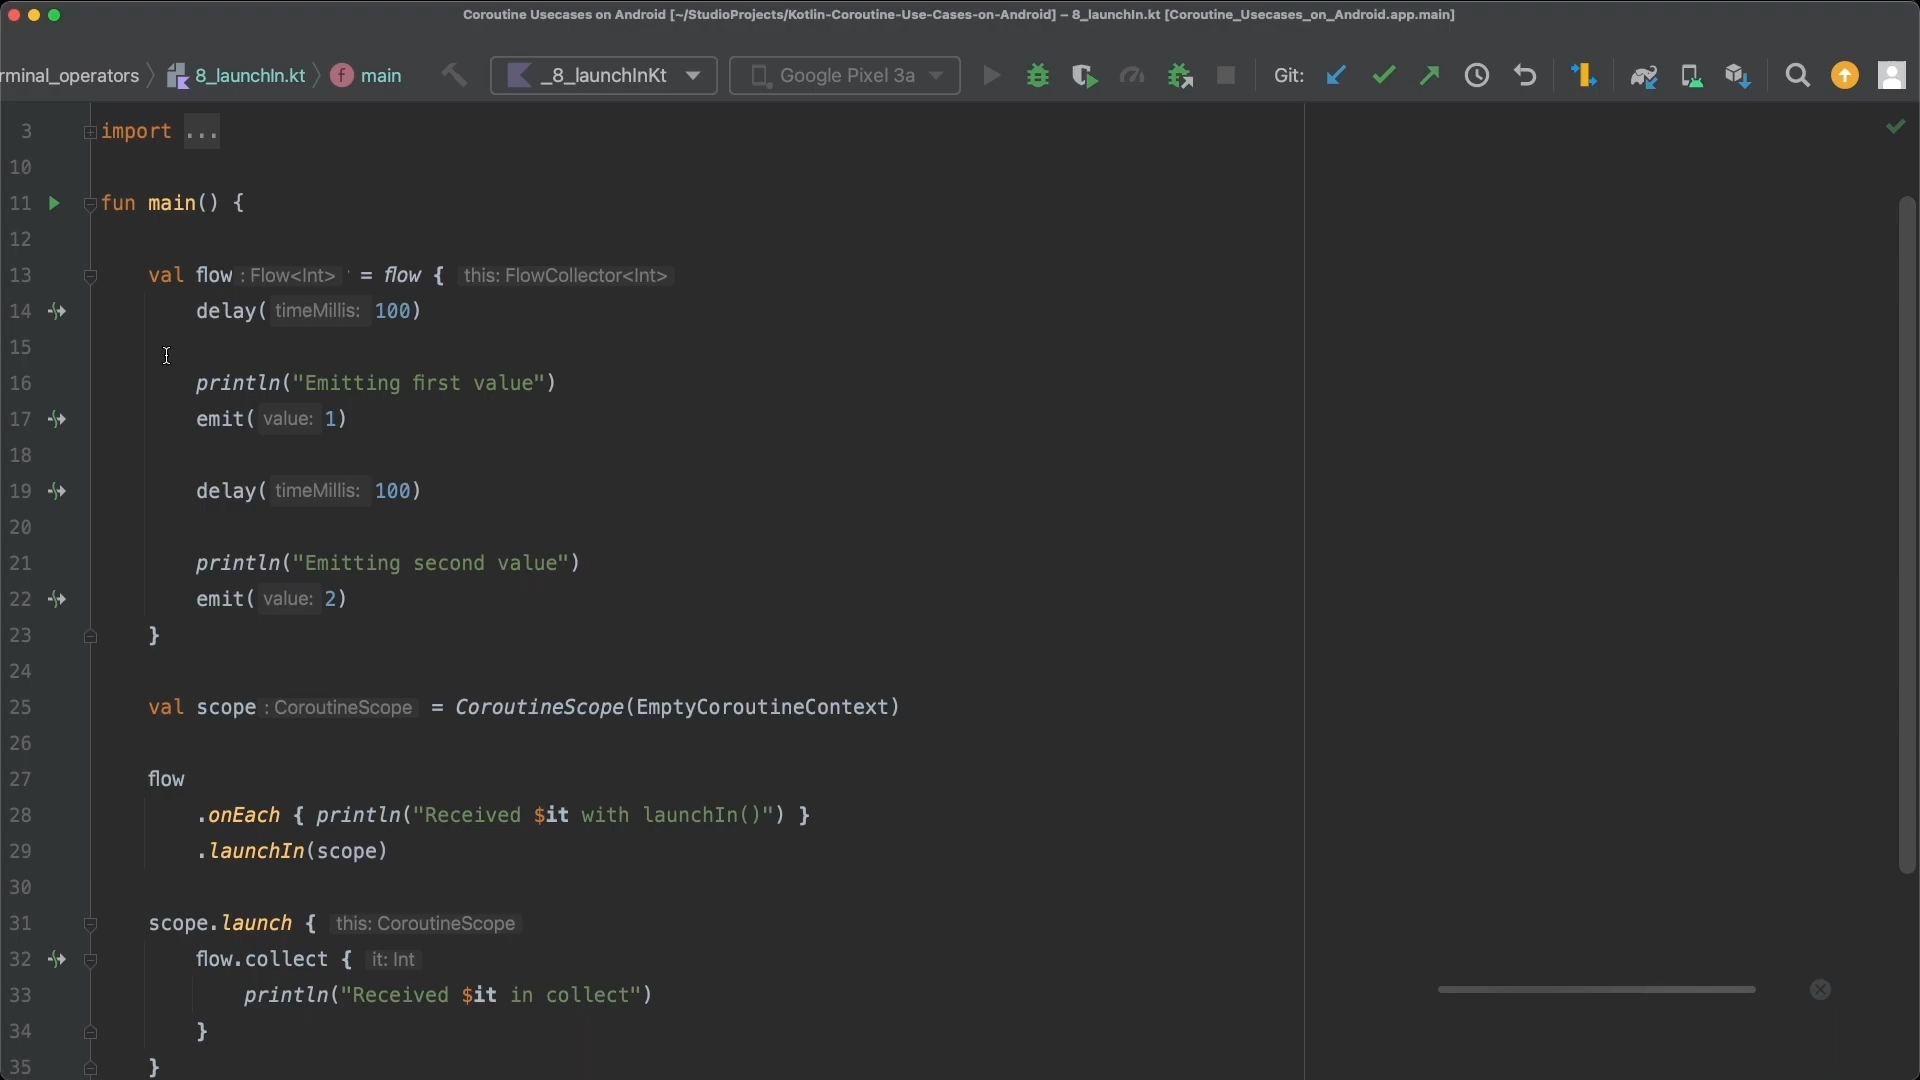 Coroutine Usecases on Android [~/StudioProjects/Kotlin-Coroutine-Use-Cases-on-Android] – 8_launchIn.kt [Coroutine_Usecases_on_Android.app.main]
rminal_operators 8_launchIn.kt f main _8_launchInKt Google Pixel 3a Git:
3 import ...
10
11 fun main() {
12
13 val flow : Flow<Int> = flow { this: FlowCollector<Int>
14 delay( timeMillis: 100)
15
16 println("Emitting first value")
17 emit( value: 1)
18
19 delay( timeMillis: 100)
20
21 println("Emitting second value")
22 emit( value: 2)
23 }
24
25 val scope : CoroutineScope = CoroutineScope(EmptyCoroutineContext)
26
27 flow
28 .onEach { println("Received $it with launchIn()") }
29 .launchIn(scope)
30
31 scope.launch { this: CoroutineScope
32 flow.collect { it: Int
33 println("Received $it in collect")
34 }
35 }